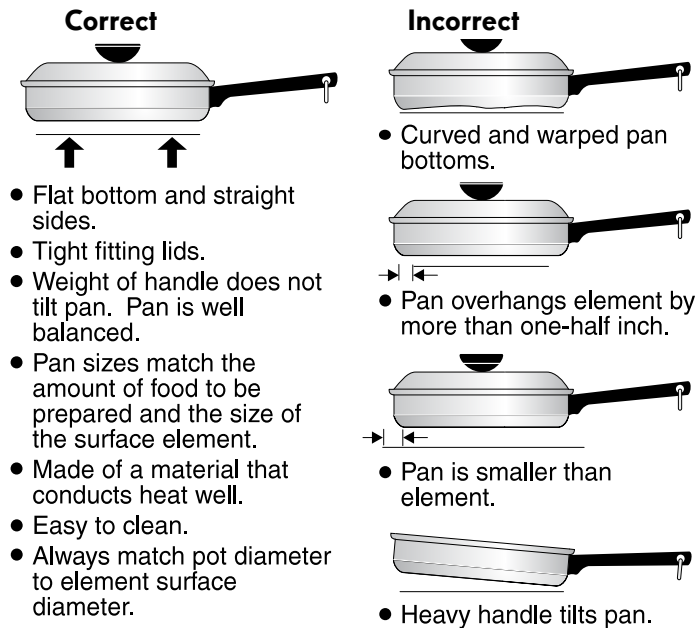 Correct
• Flat bottom and straight
sides.
• Tight fitting lids.
• Weight of handle does not
tilt pan.  Pan is well
balanced.
• Pan sizes match the
amount of food to be
prepared and the size of
the surface element.
• Made of a material that
conducts heat well.
• Easy to clean.
• Always match pot diameter
to element surface
diameter.
Incorrect
• Curved and warped pan
bottoms.
• Pan overhangs element by
more than one-half inch.
• Pan is smaller than
element.
• Heavy handle tilts pan.